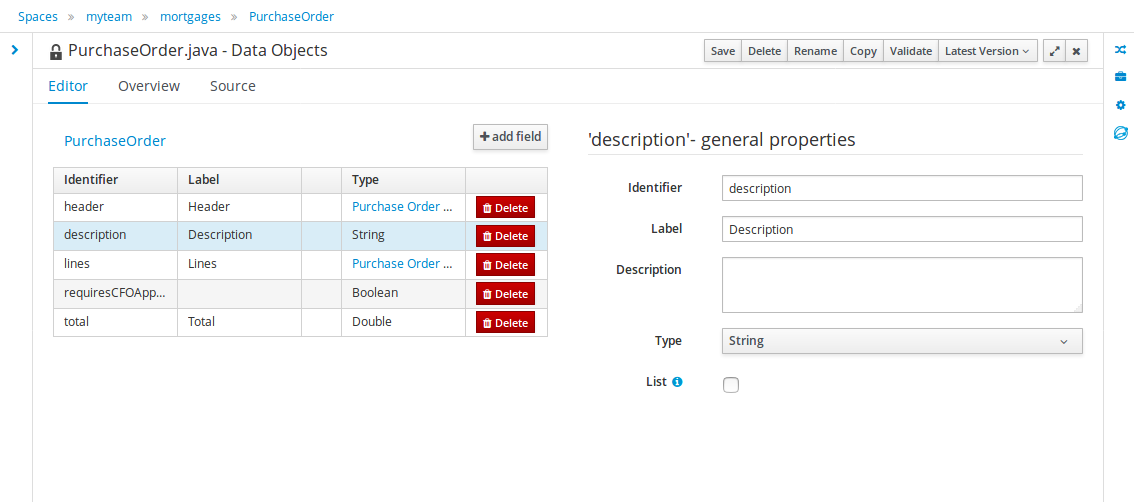 Spaces » myteam » mortgages » PurchaseOrder
PurchaseOrder.java - Data Objects
Save Delete Rename Copy Validate Latest Version
Editor Overview Source
PurchaseOrder
+ add field
Identifier Label Type
header Header Purchase Order ... Delete
description Description String Delete
lines Lines Purchase Order ... Delete
requiresCFOApp... Boolean Delete
total Total Double Delete
'description'- general properties
Identifier description
Label Description
Description
Type String
List